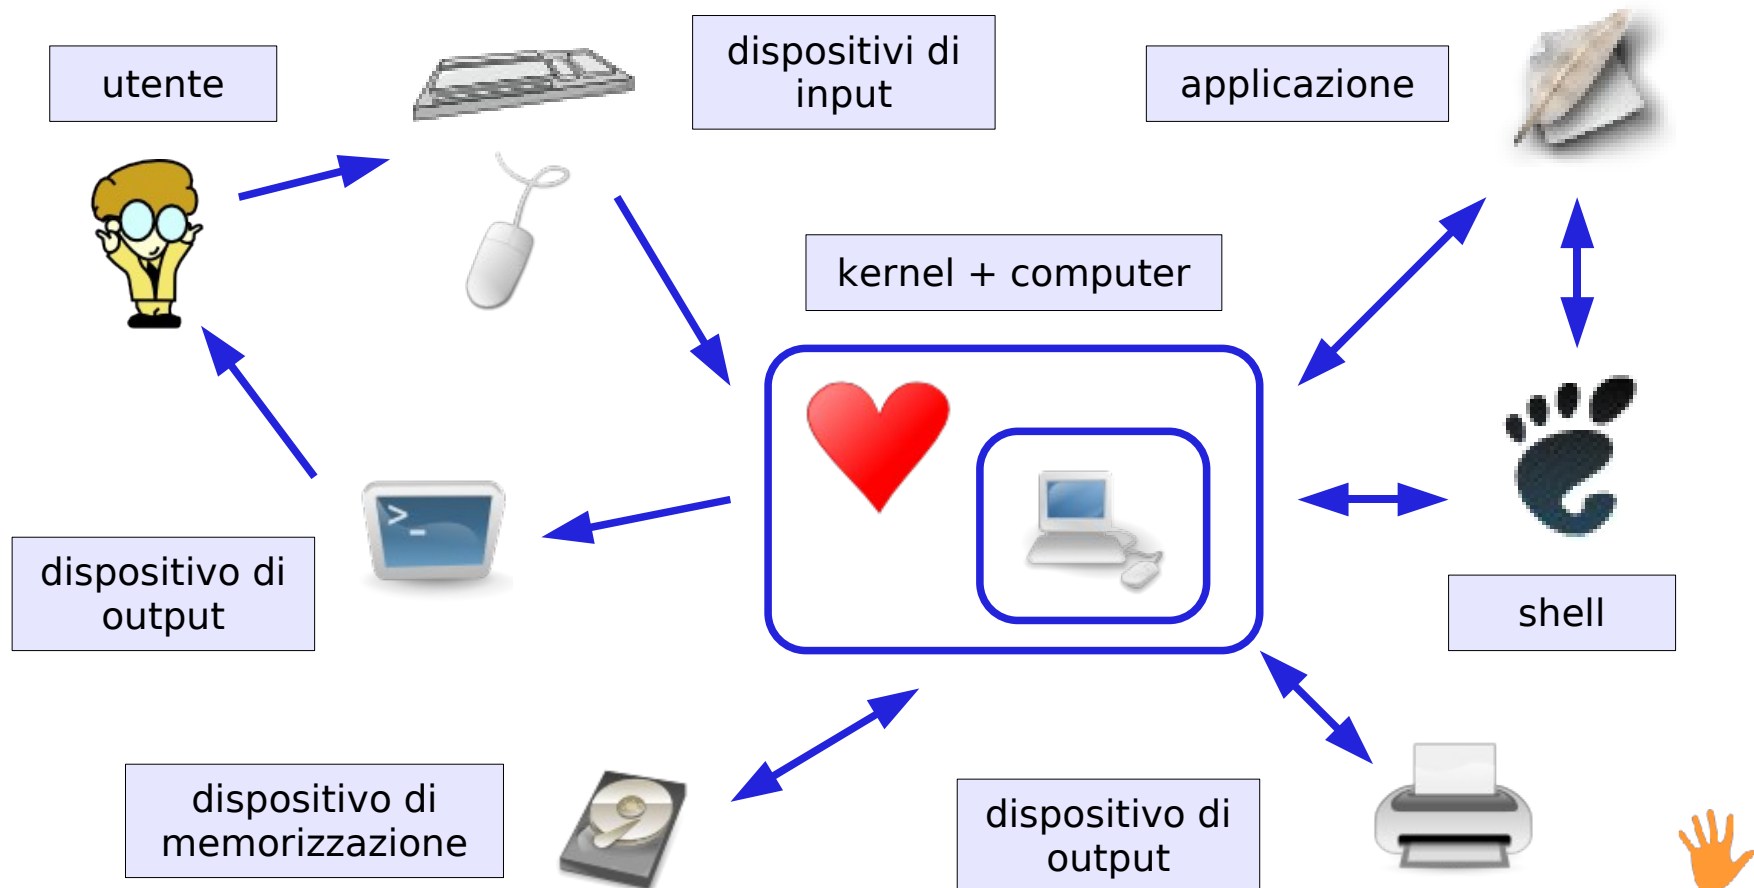 utente
dispositivi di
input
applicazione
kernel + computer
>_
dispositivo di
output
shell
dispositivo di
memorizzazione
dispositivo di
output